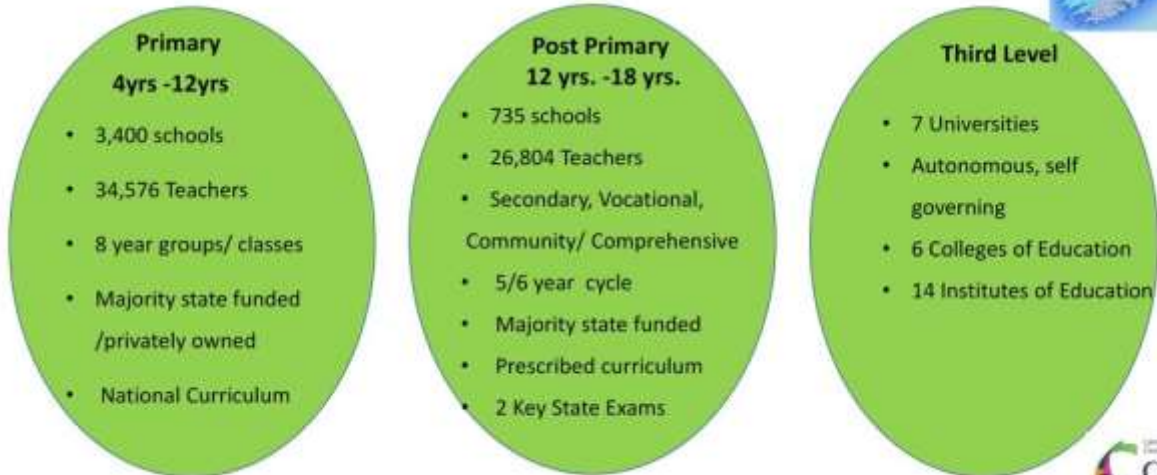 Primary
4yrs -12yrs
• 3,400 schools
• 34,576 Teachers
• 8 year groups/ classes
• Majority state funded
/privately owned
• National Curriculum
Post Primary
12 yrs. -18 yrs.
• 735 schools
• 26,804 Teachers
• Secondary, Vocational,
Community/ Comprehensive
• 5/6 year cycle
• Majority state funded
• Prescribed curriculum
• 2 Key State Exams
Third Level
• 7 Universities
• Autonomous, self
governing
• 6 Colleges of Education
• 14 Institutes of Education